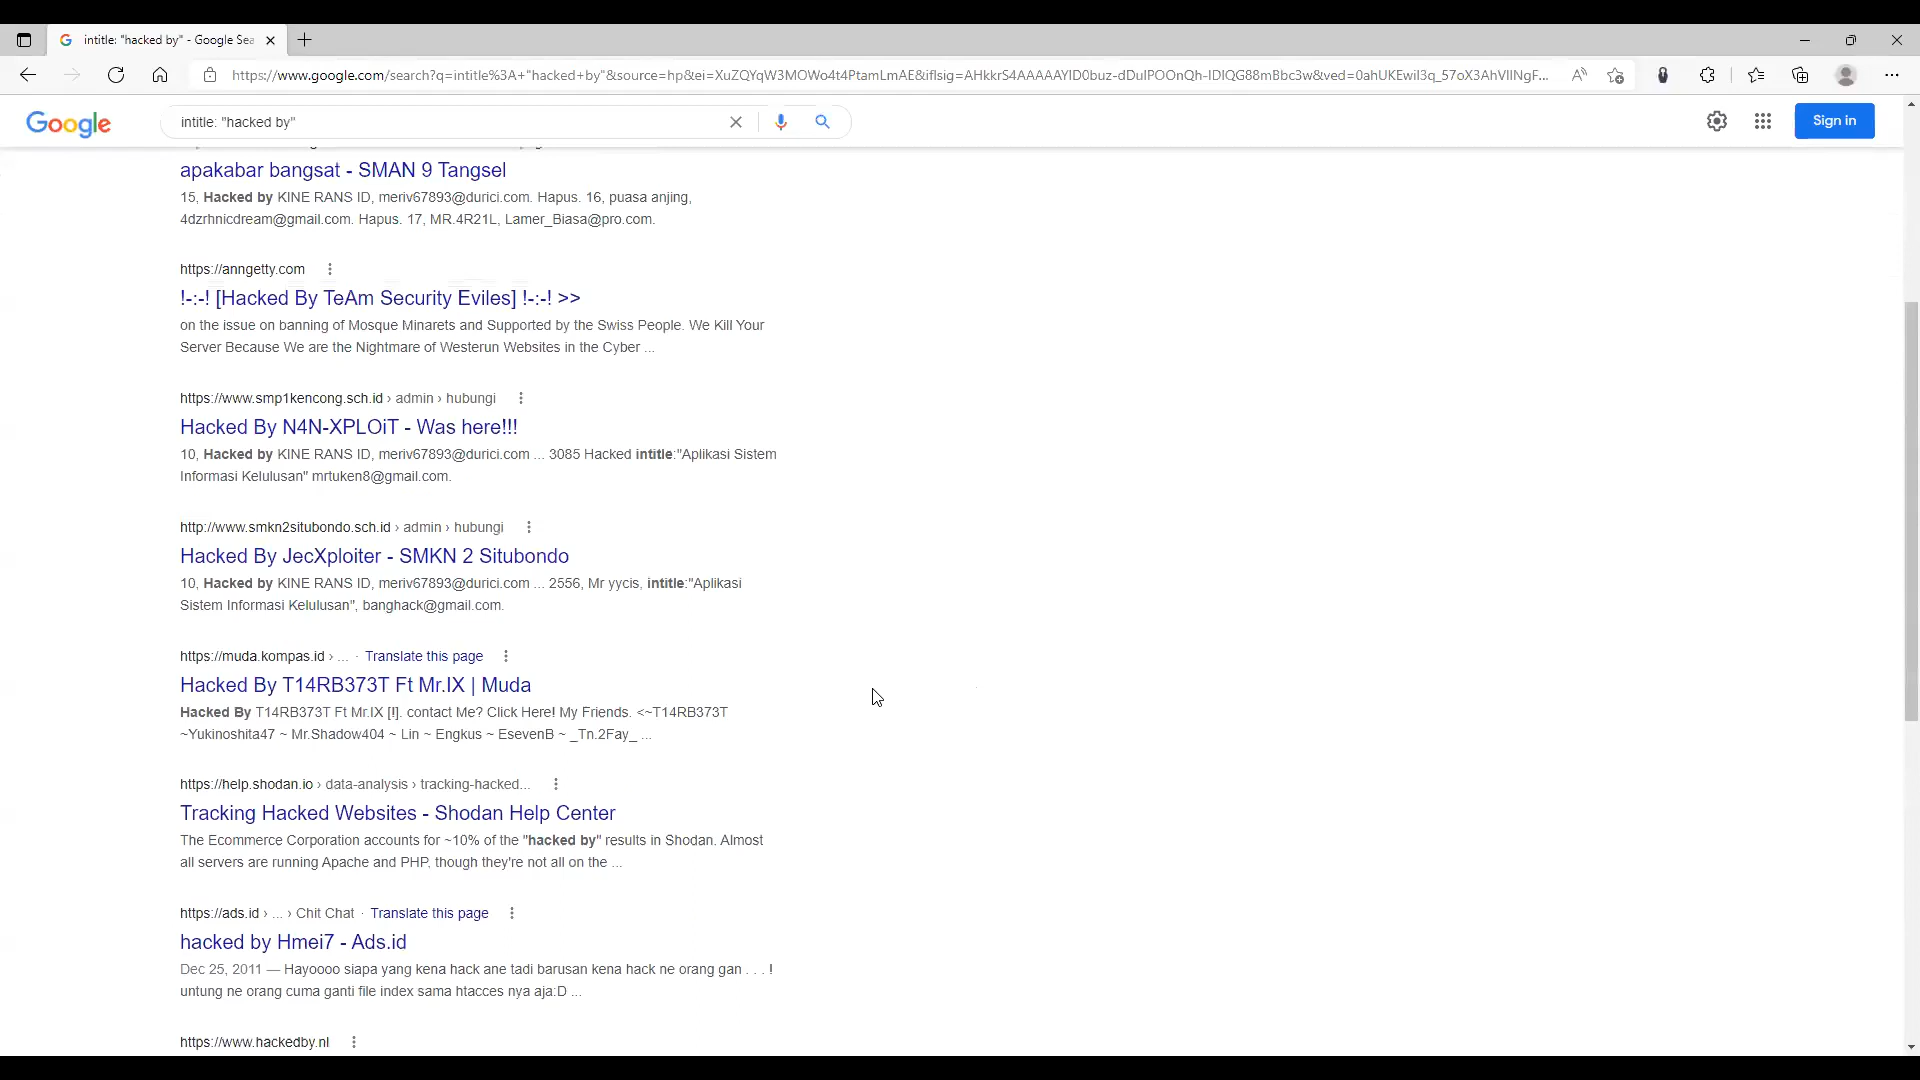 intitle: "hacked by" - Google Sea
https://www.google.com/search?q=intitle%3A+"hacked+by"&source=hp&ei=XuZQYqW3MOWo4t4PtamLmAE&iflsig=AHkkrS4AAAAAYID0buz-dDulPOOnQh-IDlQG88mBbc3w&ved=0ahUKEwiI3q_57oX3AhVlINgF...
Google
intitle: "hacked by"
Sign in
apakabar bangsat - SMAN 9 Tangsel
15, Hacked by KINE RANS ID, meriv67893@durici.com. Hapus. 16, puasa anjing,
4dzrhnicdream@gmail.com. Hapus. 17, MR.4R21L, Lamer_Biasa@pro.com.
https://anngetty.com
!-:-! [Hacked By TeAm Security Eviles] !-:-! >>
on the issue on banning of Mosque Minarets and Supported by the Swiss People. We Kill Your
Server Because We are the Nightmare of Westerun Websites in the Cyber ...
https://www.smp1kencong.sch.id › admin › hubungi
Hacked By N4N-XPLOiT - Was here!!!
10, Hacked by KINE RANS ID, meriv67893@durici.com ... 3085 Hacked intitle:"Aplikasi Sistem
Informasi Kelulusan" mrtuken8@gmail.com.
http://www.smkn2situbondo.sch.id › admin › hubungi
Hacked By JecXploiter - SMKN 2 Situbondo
10, Hacked by KINE RANS ID, meriv67893@durici.com ... 2556, Mr yycis, intitle:"Aplikasi
Sistem Informasi Kelulusan", banghack@gmail.com.
https://muda.kompas.id › ... · Translate this page
Hacked By T14RB373T Ft Mr.IX | Muda
Hacked By T14RB373T Ft Mr.IX [!]. contact Me? Click Here! My Friends. <~T14RB373T
~Yukinoshita47 ~ Mr.Shadow404 ~ Lin ~ Engkus ~ EsevenB ~ _Tn.2Fay_ ...
https://help.shodan.io › data-analysis › tracking-hacked...
Tracking Hacked Websites - Shodan Help Center
The Ecommerce Corporation accounts for ~10% of the "hacked by" results in Shodan. Almost
all servers are running Apache and PHP, though they're not all on the ...
https://ads.id › ... › Chit Chat · Translate this page
hacked by Hmei7 - Ads.id
Dec 25, 2011 — Hayoooo siapa yang kena hack ane tadi barusan kena hack ne orang gan . . . !
untung ne orang cuma ganti file index sama htacces nya aja:D ...
https://www.hackedby.nl